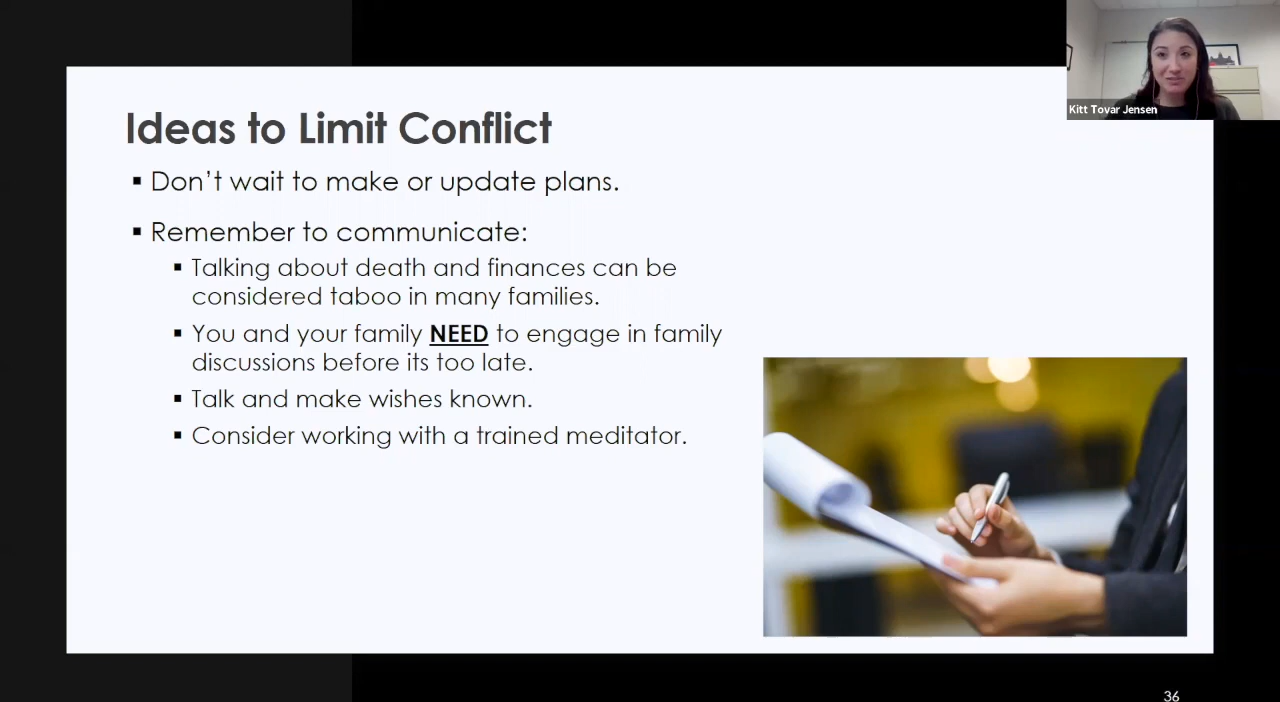 Kitt Tovar Jensen
Ideas to Limit Conflict
▪ Don’t wait to make or update plans.
▪ Remember to communicate:
▪ Talking about death and finances can be
considered taboo in many families.
▪ You and your family NEED to engage in family
discussions before its too late.
▪ Talk and make wishes known.
▪ Consider working with a trained meditator.
36